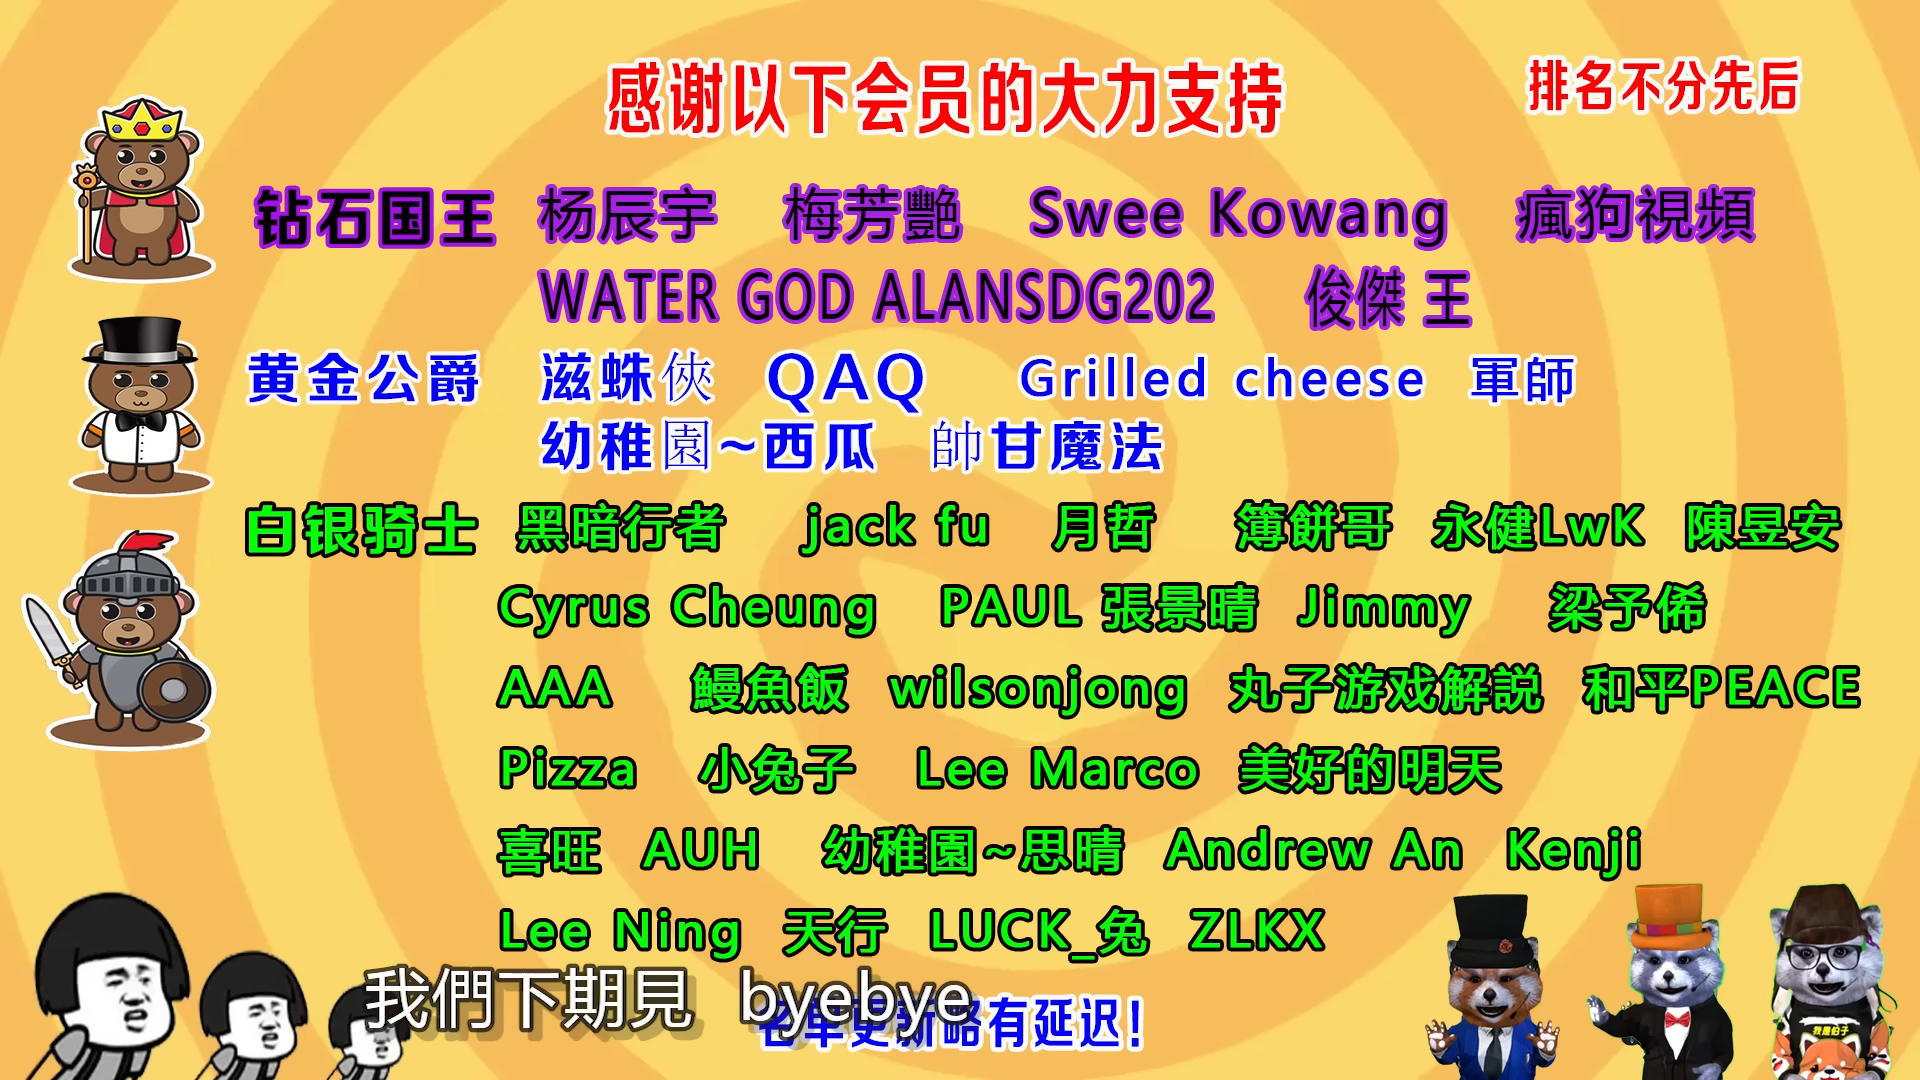 感谢以下会员的大力支持 排名不分先后
钻石国王 杨辰宇 梅芳艷 Swee Kowang 瘋狗視頻
WATER GOD ALANSDG202 俊傑 王
黄金公爵 滋蛛俠 QAQ Grilled cheese 軍師
幼稚園~西瓜 帥甘魔法
白银骑士 黑暗行者 jack fu 月哲 簿餅哥 永健LwK 陳昱安
Cyrus Cheung PAUL 張景晴 Jimmy 梁予俙
AAA 鰻魚飯 wilsonjong 丸子游戏解説 和平PEACE
Pizza 小兔子 Lee Marco 美好的明天
喜旺 AUH 幼稚園~思晴 Andrew An Kenji
Lee Ning 天行 LUCK_兔 ZLKX
我們下期見 byebye
名单更新略有延迟！
我是伯子